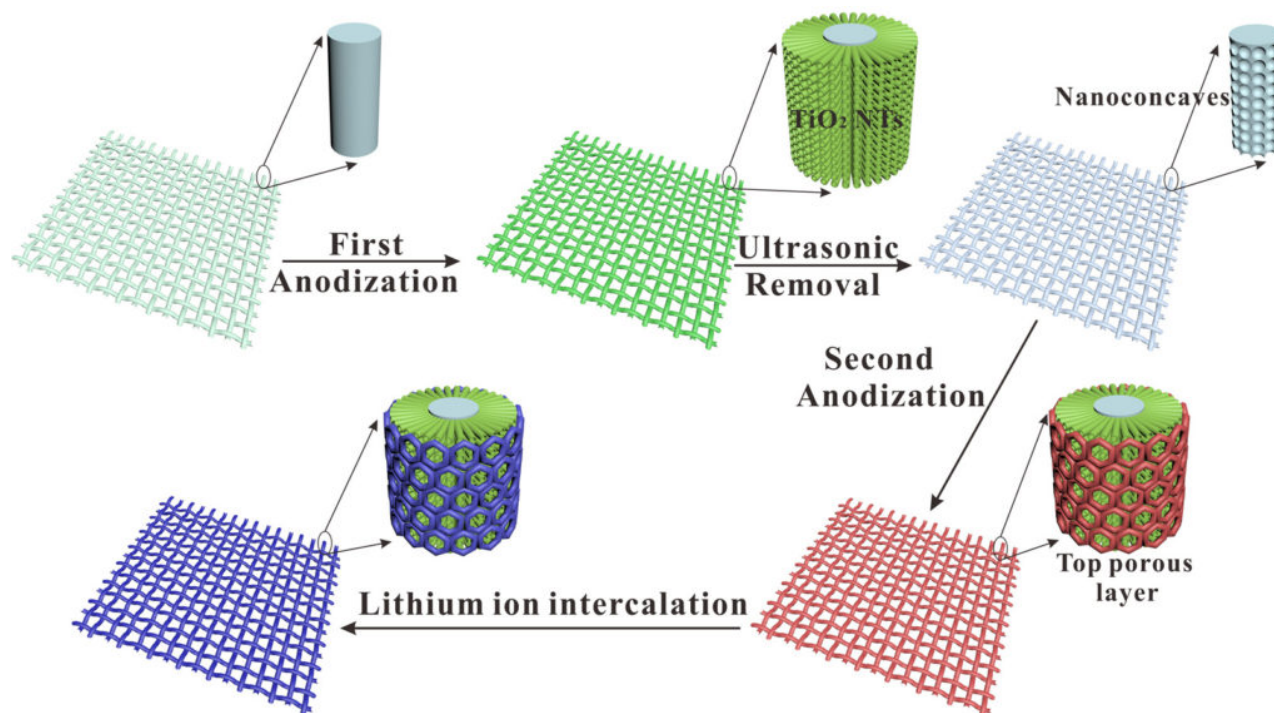 TiO₂ NTs
Nanoconcaves
First
Anodization
Ultrasonic
Removal
Second
Anodization
Top porous
layer
Lithium ion intercalation